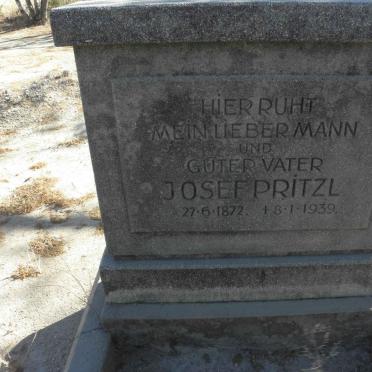 HIER RUHT
MEIN LIEBER MANN
UND
GUTER VATER
JOSEF PRITZL
27·6·1872. †8·1·1939.